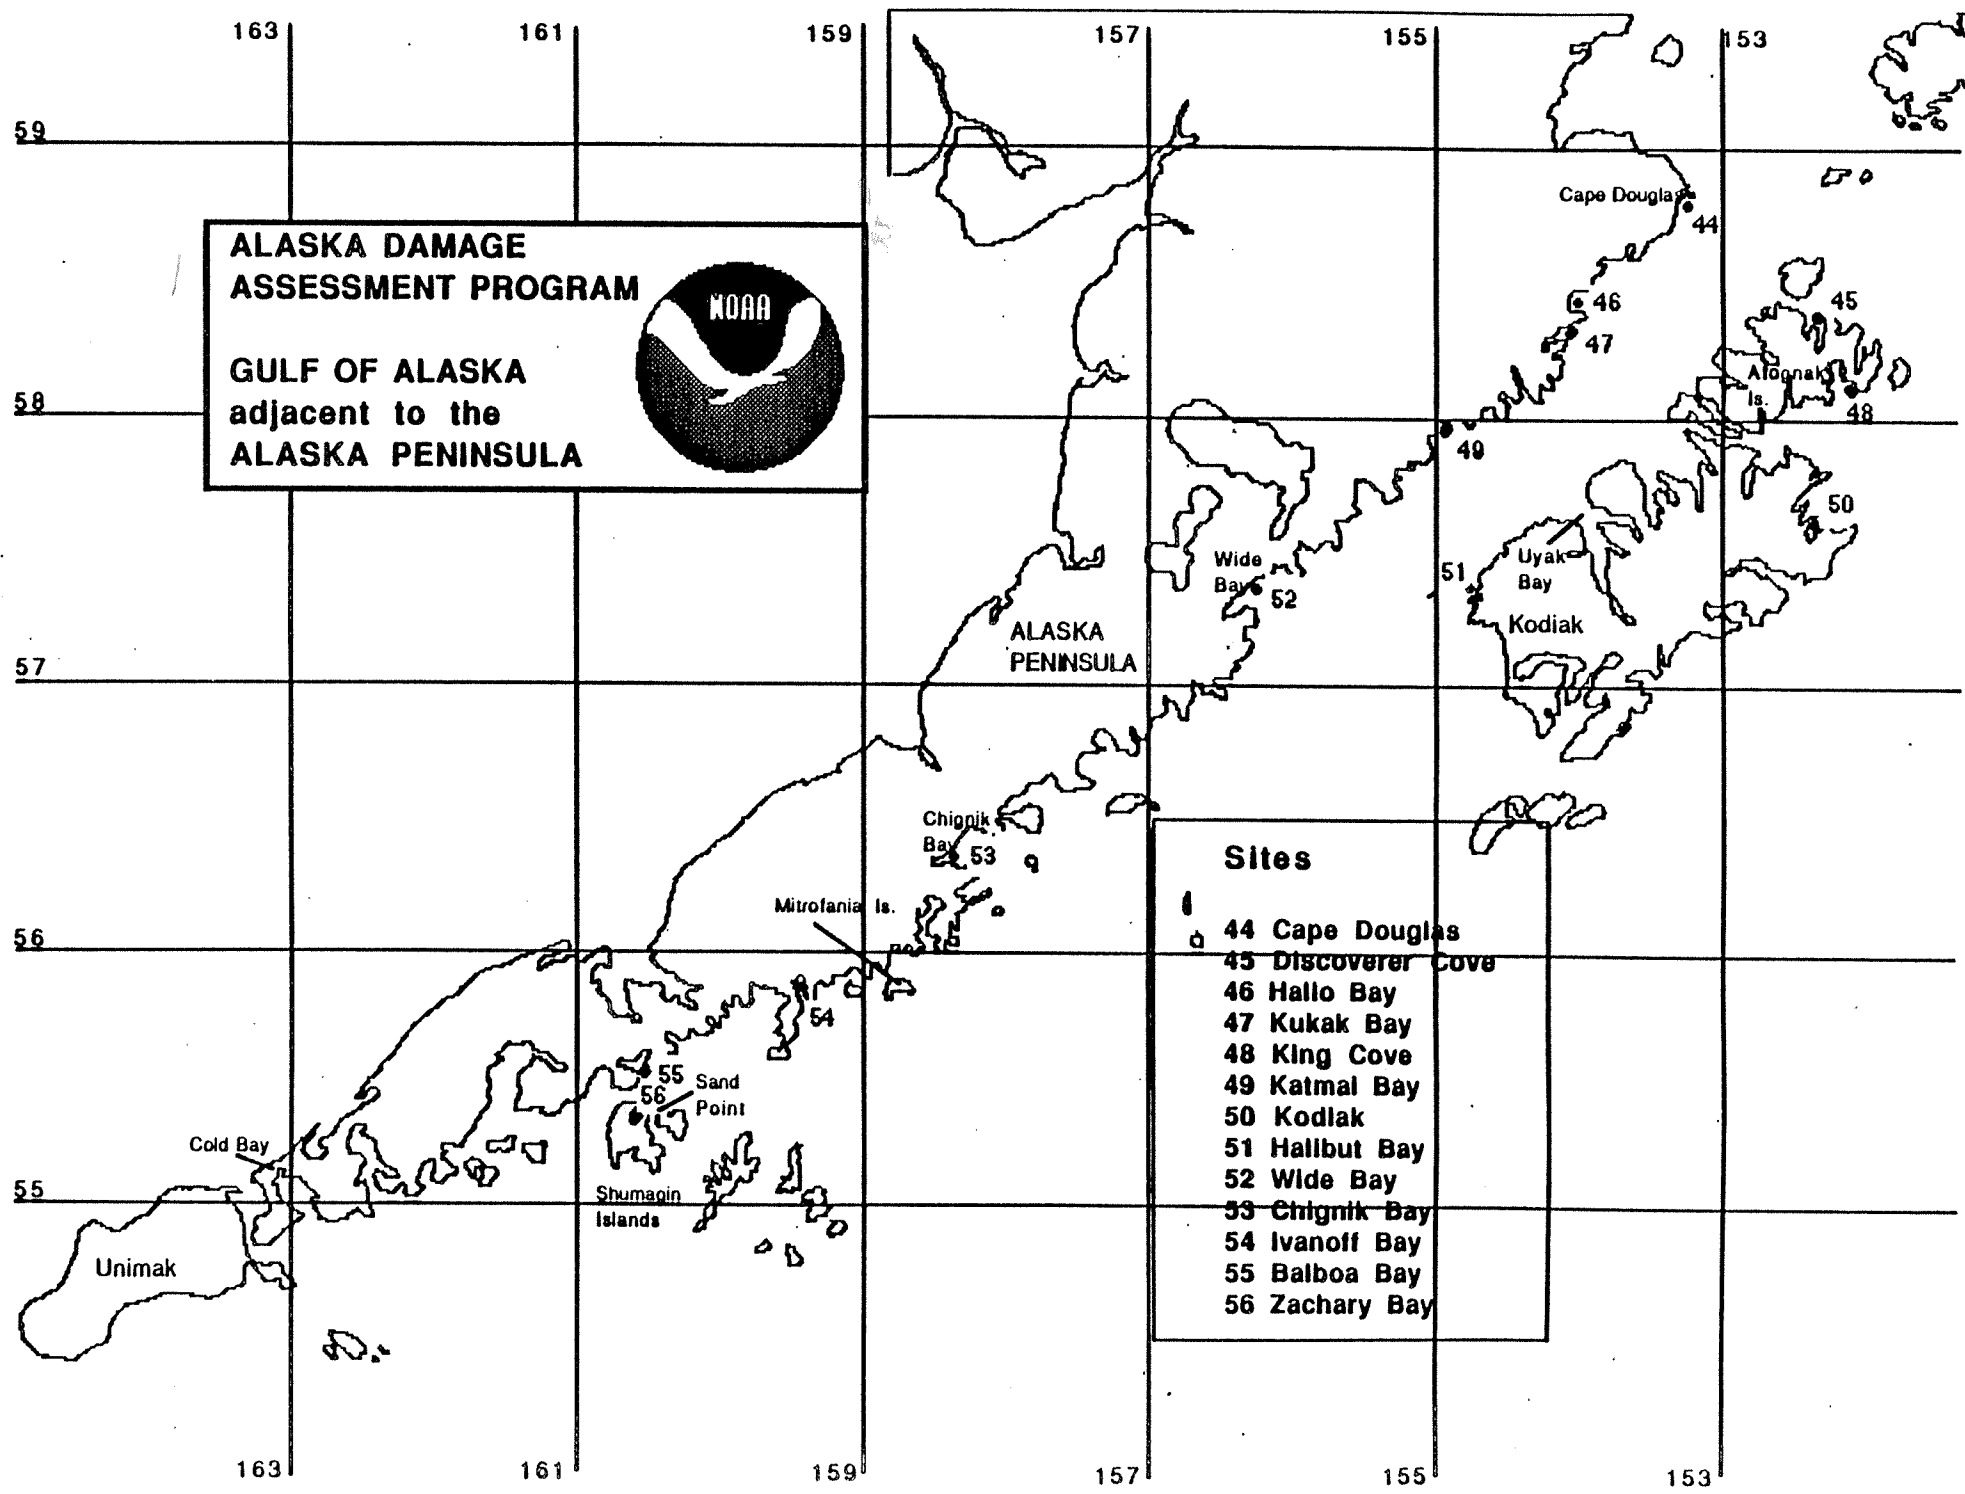 163 161 159 157 155 153
59
Cape Douglas
44
ALASKA DAMAGE
ASSESSMENT PROGRAM
NOAA
GULF OF ALASKA
adjacent to the
ALASKA PENINSULA
46
45
47
Afognak
Is.
48
58
49
50
Wide
Bay
52
51
Uyak
Bay
Kodiak
ALASKA
PENINSULA
57
Chignik
Bay
53
Mitrofania Is.
56
54
55
56
Sand
Point
Cold Bay
55
Shumagin
Islands
Unimak
Sites
44 Cape Douglas
45 Discoverer Cove
46 Hallo Bay
47 Kukak Bay
48 King Cove
49 Katmai Bay
50 Kodiak
51 Halibut Bay
52 Wide Bay
53 Chignik Bay
54 Ivanoff Bay
55 Balboa Bay
56 Zachary Bay
163 161 159 157 155 153